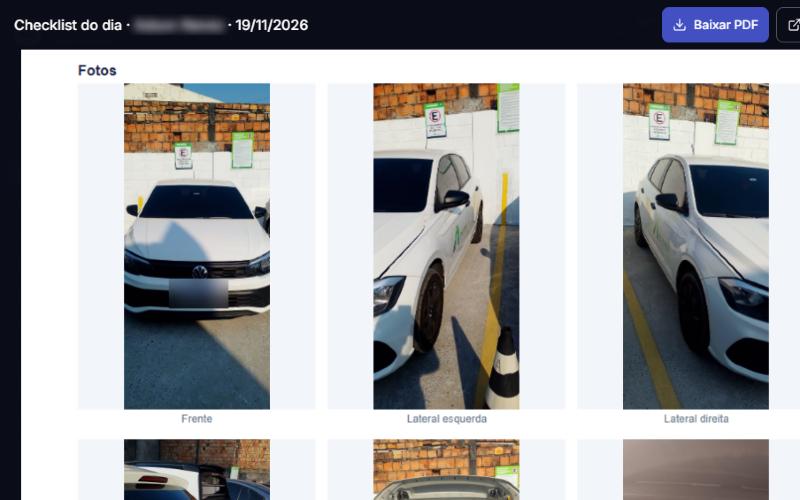 Checklist do dia · · 19/11/2026
Baixar PDF
Fotos
E
E
E
Frente
Lateral esquerda
Lateral direita